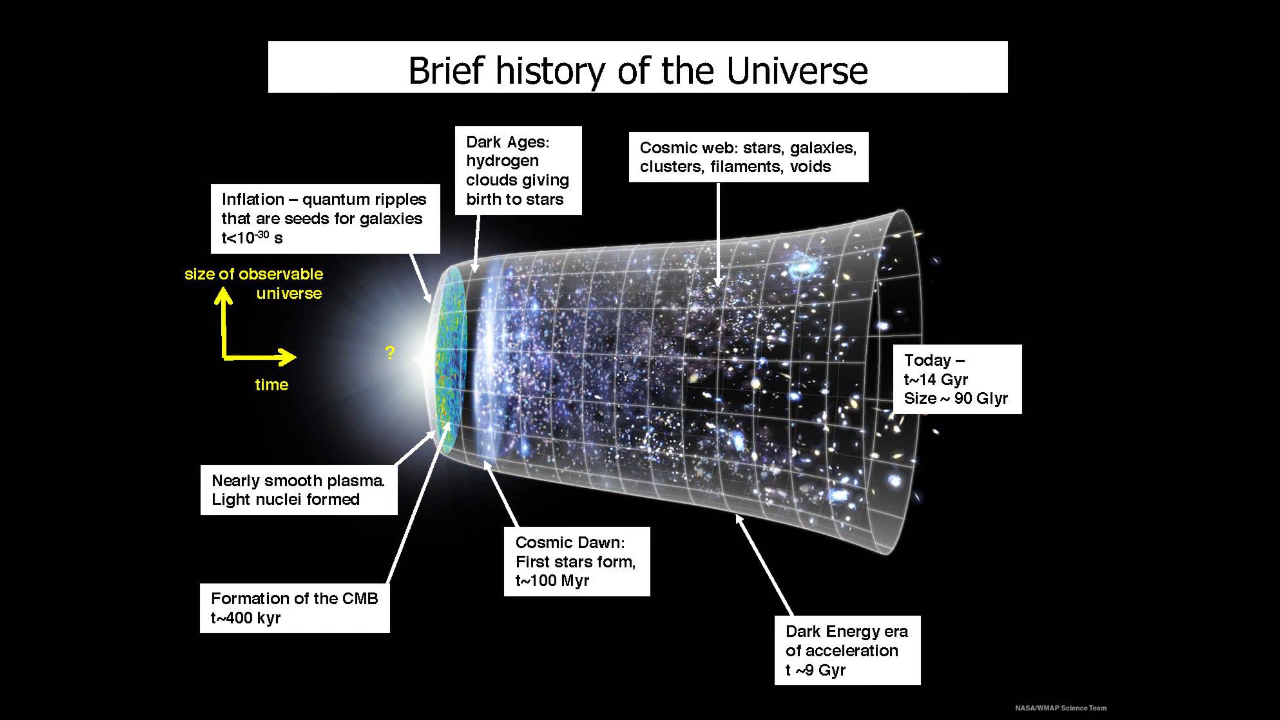 Brief history of the Universe
Dark Ages:
hydrogen
clouds giving
birth to stars
Cosmic web: stars, galaxies,
clusters, filaments, voids
Inflation – quantum ripples
that are seeds for galaxies
t<10⁻³⁰ s
size of observable
universe
?
time
Today –
t~14 Gyr
Size ~ 90 Glyr
Nearly smooth plasma.
Light nuclei formed
Cosmic Dawn:
First stars form,
t~100 Myr
Formation of the CMB
t~400 kyr
Dark Energy era
of acceleration
t ~9 Gyr
NASA/WMAP Science Team